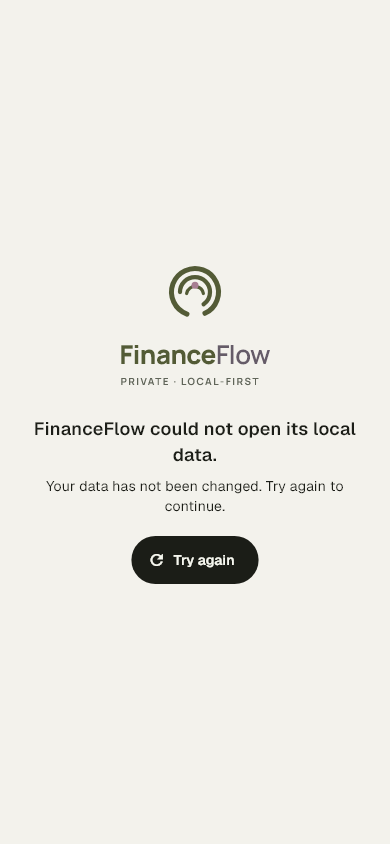 FinanceFlow
PRIVATE · LOCAL-FIRST
FinanceFlow could not open its local
data.
Your data has not been changed. Try again to
continue.
Try again